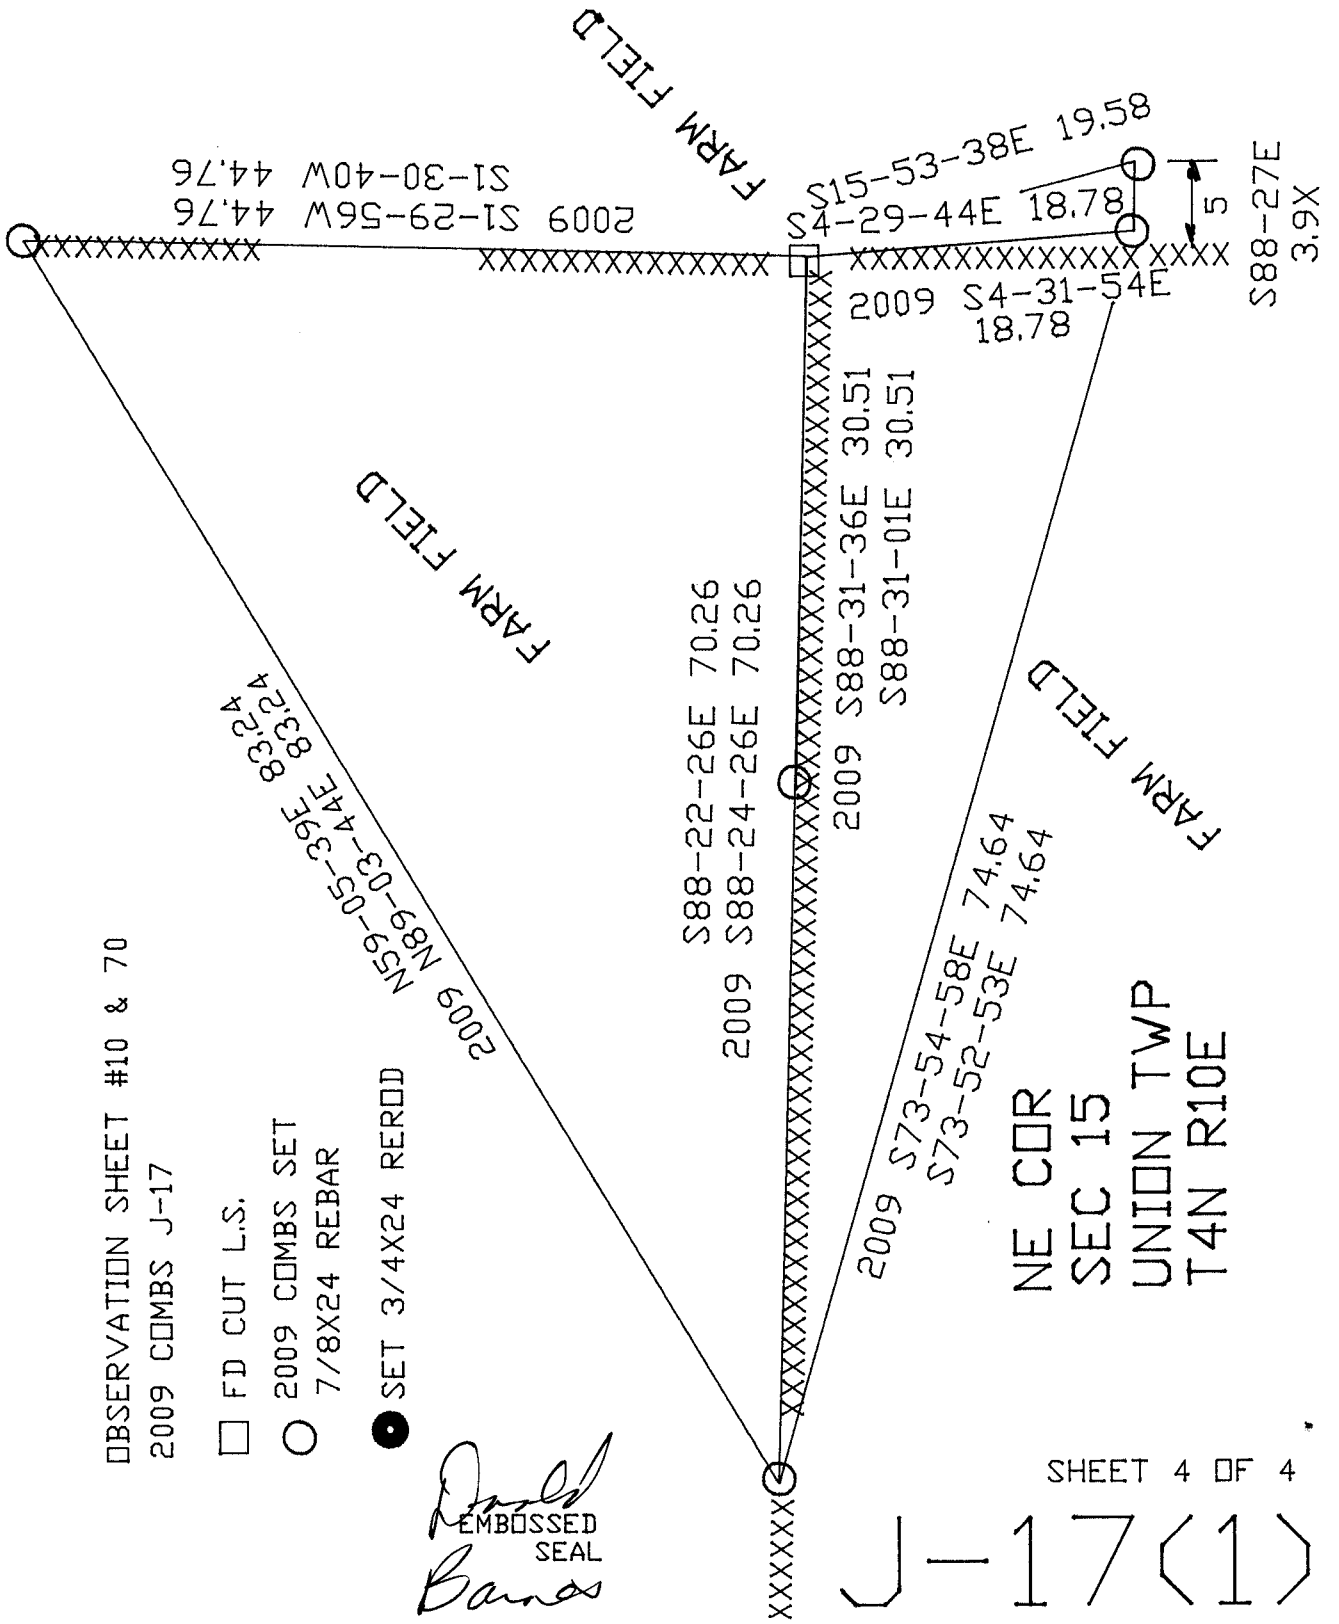 OBSERVATION SHEET #10 & 70
2009 COMBS J-17
FD CUT L.S.
2009 COMBS SET
7/8X24 REBAR
SET 3/4X24 REROD
Donald
EMBOSSED
SEAL
Barnes
N59-05-39E 83.24
2009 N89-03-44E 83.24
FARM FIELD
S1-30-40W 44.76
2009 S1-29-56W 44.76
FARM FIELD
S88-22-26E 70.26
2009 S88-24-26E 70.26
2009 S88-31-36E 30.51
S88-31-01E 30.51
S15-53-38E 19.58
S4-29-44E 18.78
2009 S4-31-54E
18.78
5
S88-27E
3.9X
2009 S73-54-58E 74.64
S73-52-53E 74.64
FARM FIELD
NE COR
SEC 15
UNION TWP
T4N R10E
SHEET 4 OF 4
J-17(1)